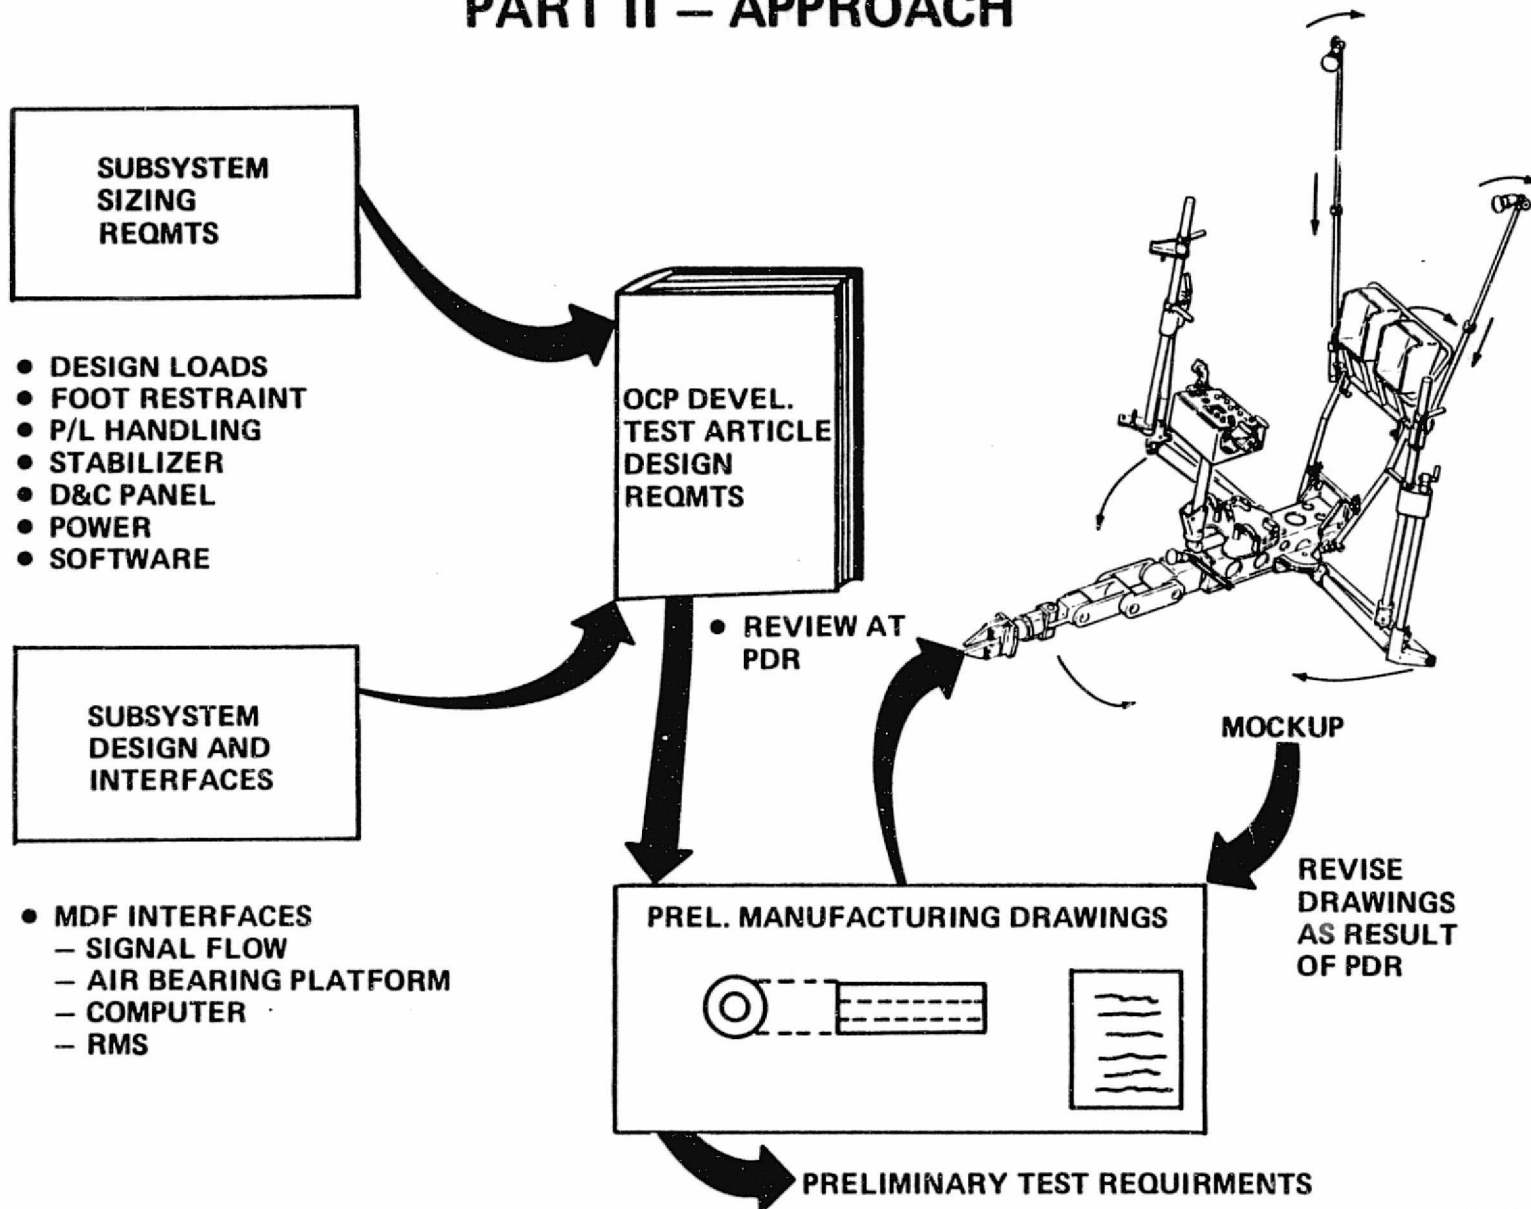 PART II – APPROACH
SUBSYSTEM
SIZING
REQMTS
● DESIGN LOADS
● FOOT RESTRAINT
● P/L HANDLING
● STABILIZER
● D&C PANEL
● POWER
● SOFTWARE
OCP DEVEL.
TEST ARTICLE
DESIGN
REQMTS
● REVIEW AT
PDR
SUBSYSTEM
DESIGN AND
INTERFACES
● MDF INTERFACES
– SIGNAL FLOW
– AIR BEARING PLATFORM
– COMPUTER
– RMS
MOCKUP
REVISE
DRAWINGS
AS RESULT
OF PDR
PREL. MANUFACTURING DRAWINGS
PRELIMINARY TEST REQUIRMENTS